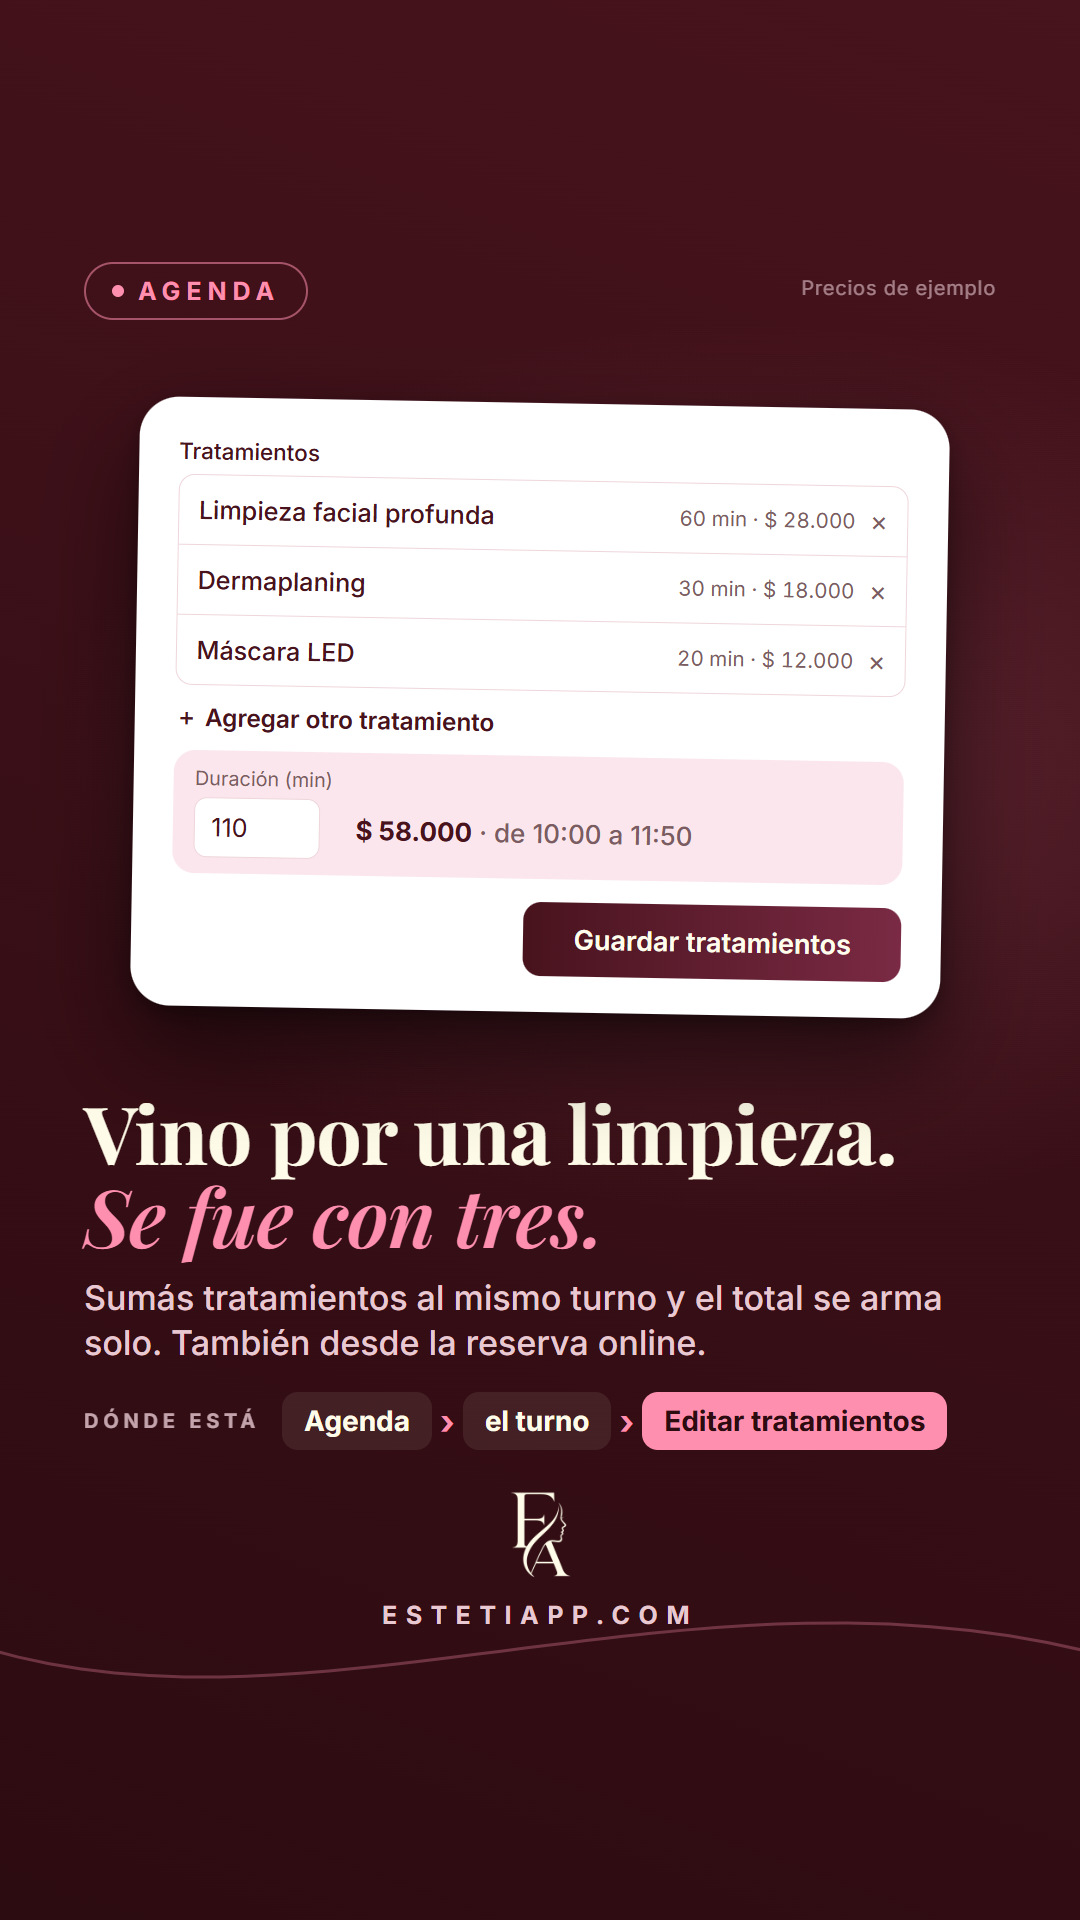 AGENDA
Precios de ejemplo
Tratamientos
Limpieza facial profunda 60 min · $ 28.000 ×
Dermaplaning 30 min · $ 18.000 ×
Máscara LED 20 min · $ 12.000 ×
+ Agregar otro tratamiento
Duración (min)
110 $ 58.000 · de 10:00 a 11:50
Guardar tratamientos
Vino por una limpieza.
Se fue con tres.
Sumás tratamientos al mismo turno y el total se arma
solo. También desde la reserva online.
DÓNDE ESTÁ Agenda › el turno › Editar tratamientos
EA
ESTETIAPP.COM